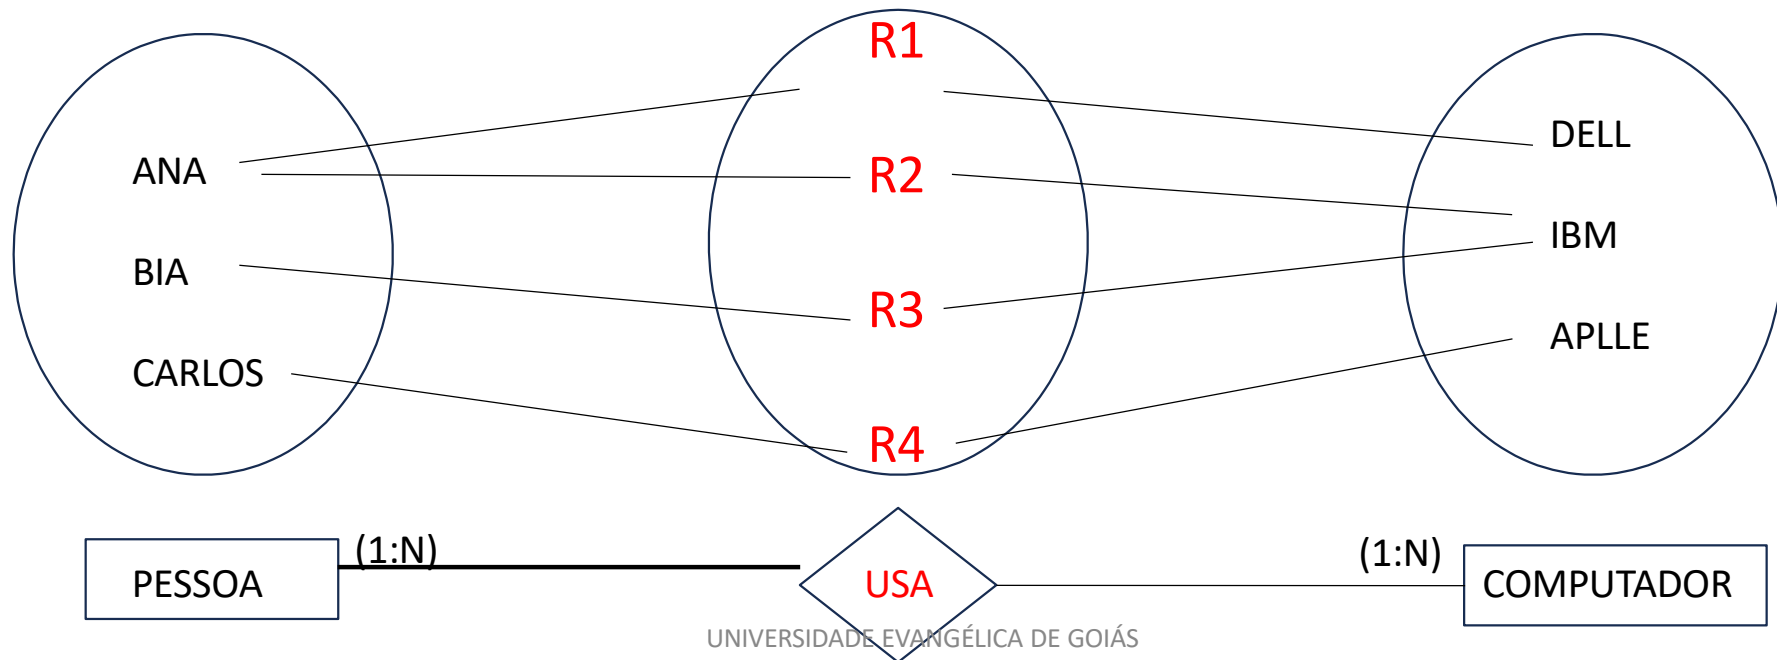 R1
DELL
ANA
R2
IBM
BIA
R3
APLLE
CARLOS
R4
(1:N)
(1:N)
PESSOA
USA
COMPUTADOR
UNIVERSIDADE EVANGÉLICA DE GOIÁS